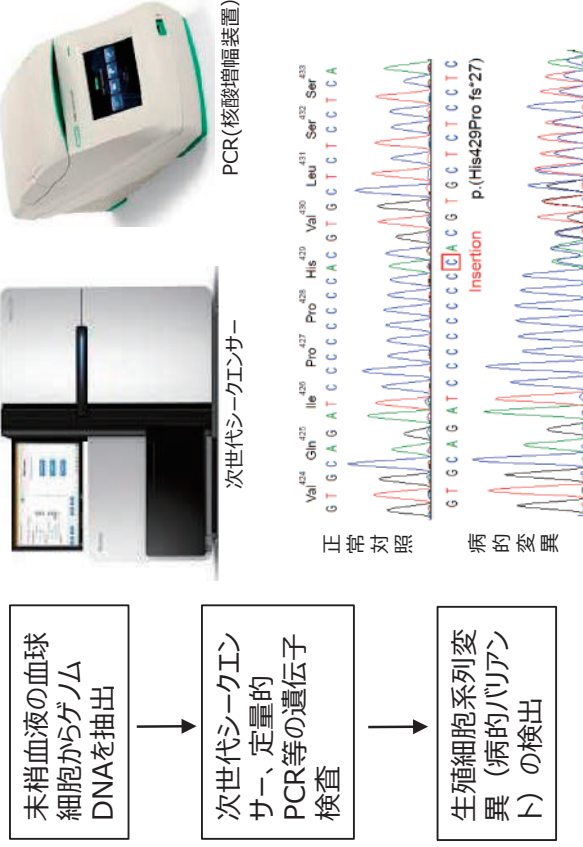 末梢血液の血球
細胞からゲノム
DNAを抽出
次世代シークエン
サー、定量的
PCR等の遺伝子
検査
生殖細胞系列変
異（病的バリアン
ト）の検出
次世代シークエンサー
PCR(核酸増幅装置)
正常対照
424 425 426 427 428 429 430 431 432 433
Val Gln Ile Pro Pro His Val Leu Ser Ser
G T G C A G A T C C C C C C C C A C G T G C T C T C C T C A
病的変異
G T G C A G A T C C C C C C C C C A C G T G C T C T C C T C
Insertion p.(His429Pro fs*27)